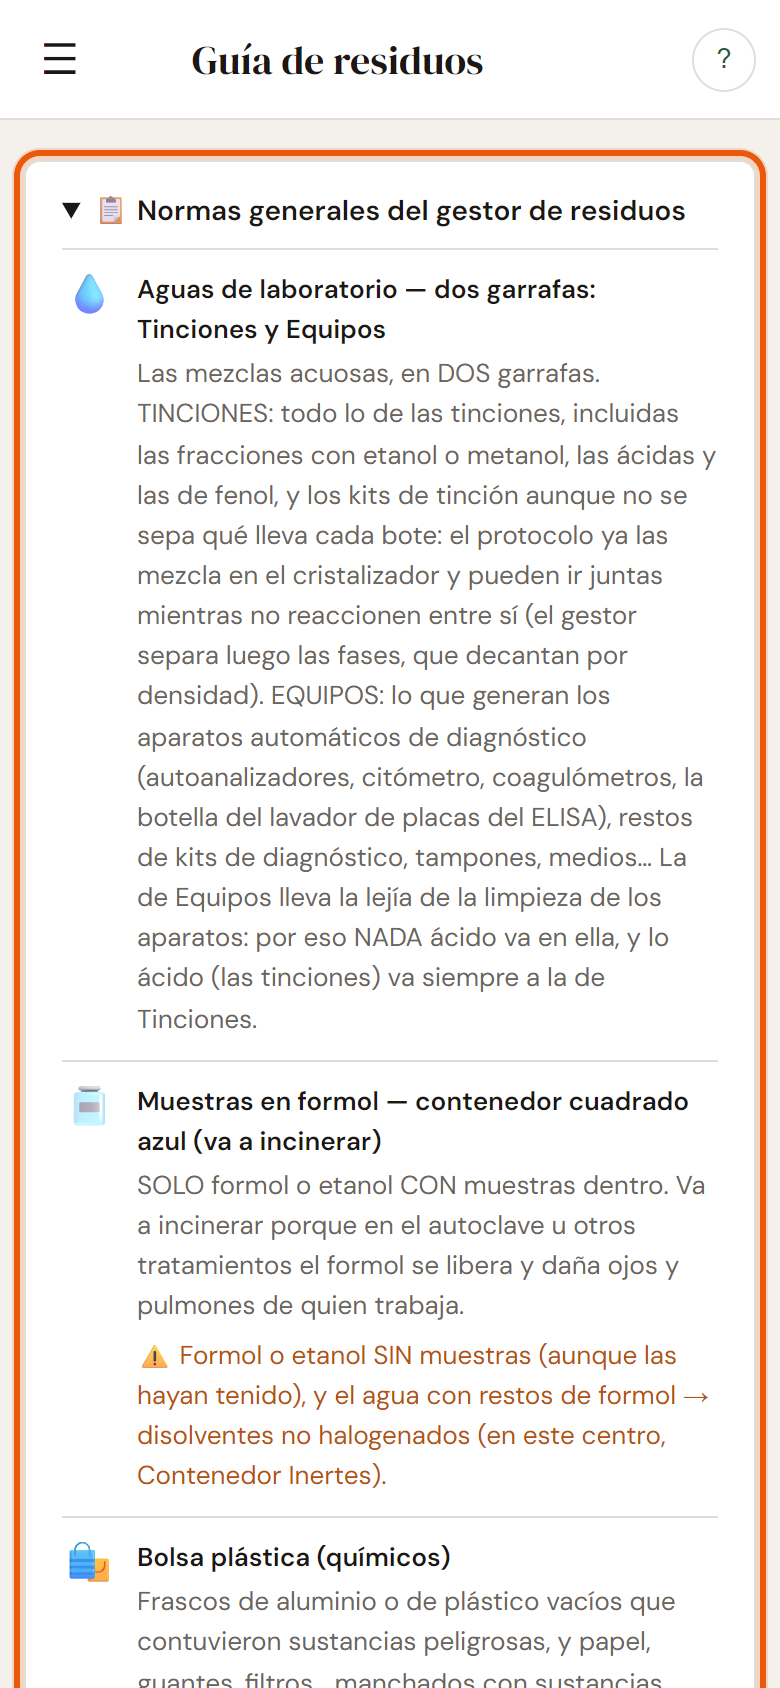 ☰ Guía de residuos ?
▼ 📋 Normas generales del gestor de residuos
Aguas de laboratorio — dos garrafas:
Tinciones y Equipos
Las mezclas acuosas, en DOS garrafas.
TINCIONES: todo lo de las tinciones, incluidas
las fracciones con etanol o metanol, las ácidas y
las de fenol, y los kits de tinción aunque no se
sepa qué lleva cada bote: el protocolo ya las
mezcla en el cristalizador y pueden ir juntas
mientras no reaccionen entre sí (el gestor
separa luego las fases, que decantan por
densidad). EQUIPOS: lo que generan los
aparatos automáticos de diagnóstico
(autoanalizadores, citómetro, coagulómetros, la
botella del lavador de placas del ELISA), restos
de kits de diagnóstico, tampones, medios... La
de Equipos lleva la lejía de la limpieza de los
aparatos: por eso NADA ácido va en ella, y lo
ácido (las tinciones) va siempre a la de
Tinciones.
Muestras en formol — contenedor cuadrado
azul (va a incinerar)
SOLO formol o etanol CON muestras dentro. Va
a incinerar porque en el autoclave u otros
tratamientos el formol se libera y daña ojos y
pulmones de quien trabaja.
⚠️ Formol o etanol SIN muestras (aunque las
hayan tenido), y el agua con restos de formol →
disolventes no halogenados (en este centro,
Contenedor Inertes).
Bolsa plástica (químicos)
Frascos de aluminio o de plástico vacíos que
contuvieron sustancias peligrosas, y papel,
guantes, filtros... manchados con sustancias